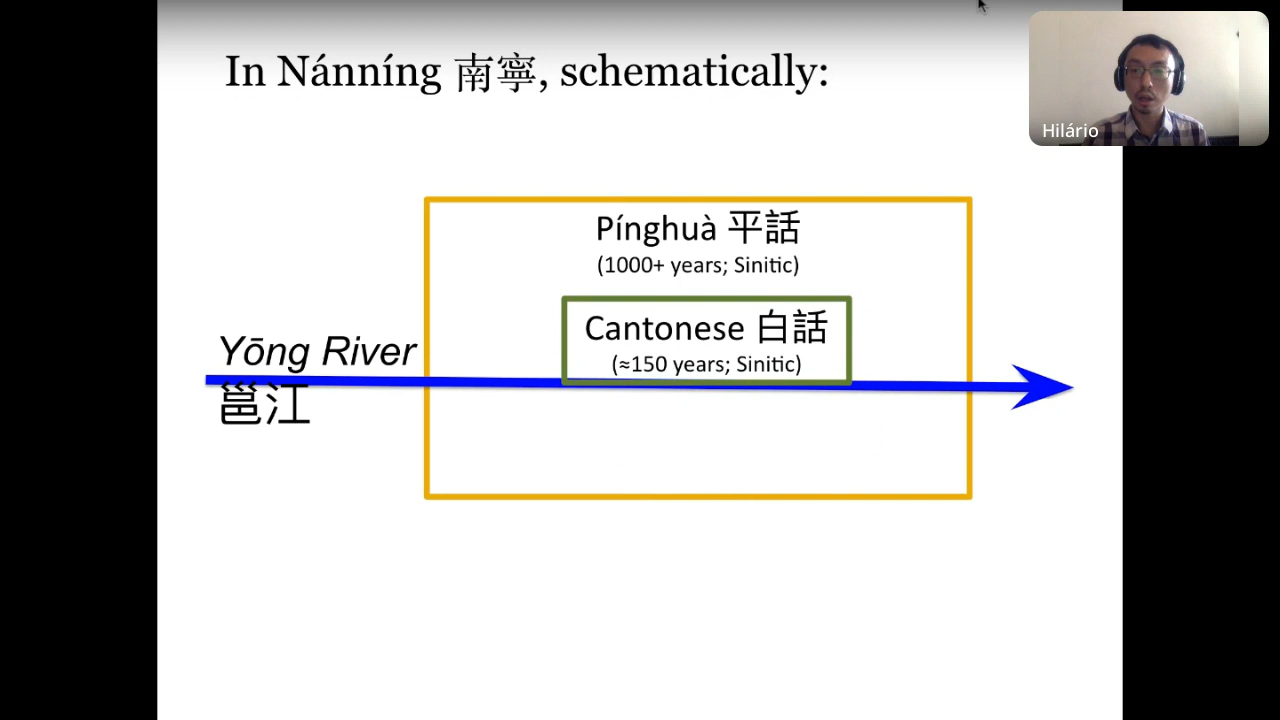 In Nánníng 南寧, schematically:
Hilário
Pínghuà 平話
(1000+ years; Sinitic)
Cantonese 白話
(≈150 years; Sinitic)
Yōng River
邕江